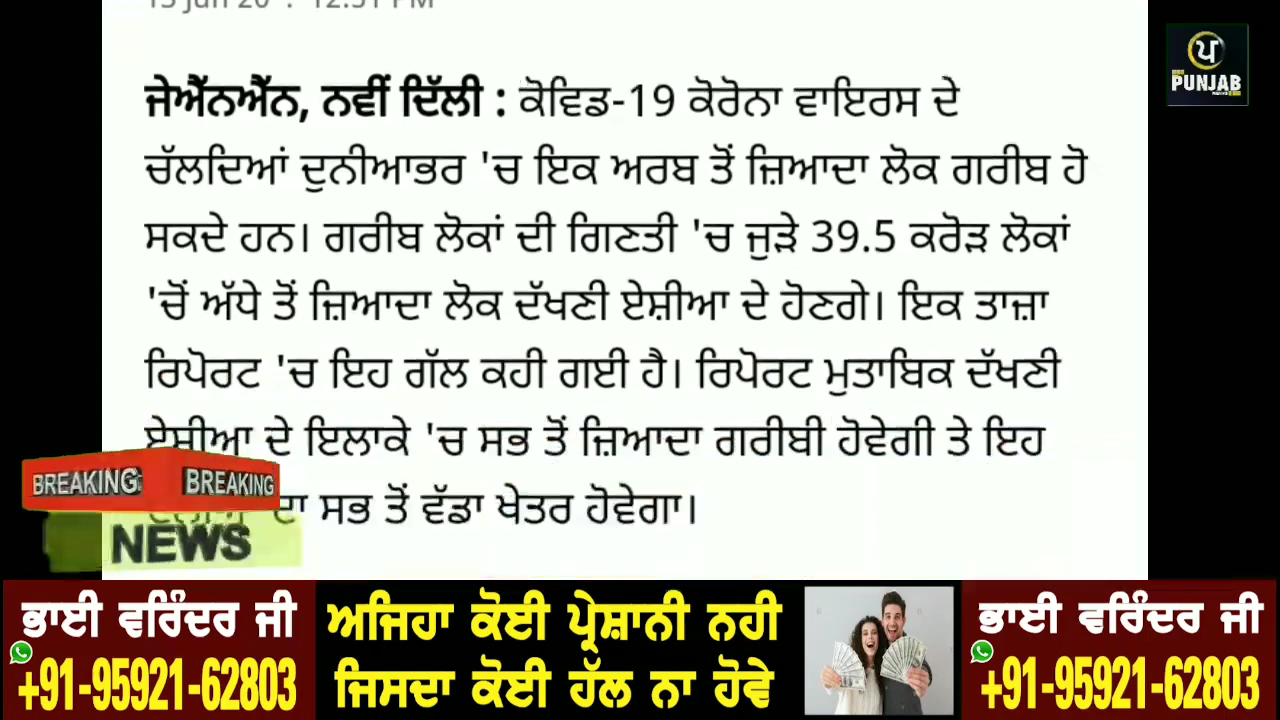 ਪ
PUNJAB
ਜੇਐੱਨਐੱਨ, ਨਵੀਂ ਦਿੱਲੀ : ਕੋਵਿਡ-19 ਕੋਰੋਨਾ ਵਾਇਰਸ ਦੇ
ਚੱਲਦਿਆਂ ਦੁਨੀਆਭਰ 'ਚ ਇਕ ਅਰਬ ਤੋਂ ਜ਼ਿਆਦਾ ਲੋਕ ਗਰੀਬ ਹੋ
ਸਕਦੇ ਹਨ। ਗਰੀਬ ਲੋਕਾਂ ਦੀ ਗਿਣਤੀ 'ਚ ਜੁੜੇ 39.5 ਕਰੋੜ ਲੋਕਾਂ
'ਚੋਂ ਅੱਧੇ ਤੋਂ ਜ਼ਿਆਦਾ ਲੋਕ ਦੱਖਣੀ ਏਸ਼ੀਆ ਦੇ ਹੋਣਗੇ। ਇਕ ਤਾਜ਼ਾ
ਰਿਪੋਰਟ 'ਚ ਇਹ ਗੱਲ ਕਹੀ ਗਈ ਹੈ। ਰਿਪੋਰਟ ਮੁਤਾਬਿਕ ਦੱਖਣੀ
ਏਸ਼ੀਆ ਦੇ ਇਲਾਕੇ 'ਚ ਸਭ ਤੋਂ ਜ਼ਿਆਦਾ ਗਰੀਬੀ ਹੋਵੇਗੀ ਤੇ ਇਹ
ਦਾ ਸਭ ਤੋਂ ਵੱਡਾ ਖੇਤਰ ਹੋਵੇਗਾ।
BREAKING BREAKING
NEWS
ਭਾਈ ਵਰਿੰਦਰ ਜੀ
+91-95921-62803
ਅਜਿਹਾ ਕੋਈ ਪ੍ਰੇਸ਼ਾਨੀ ਨਹੀ
ਜਿਸਦਾ ਕੋਈ ਹੱਲ ਨਾ ਹੋਵੇ
ਭਾਈ ਵਰਿੰਦਰ ਜੀ
+91-95921-62803